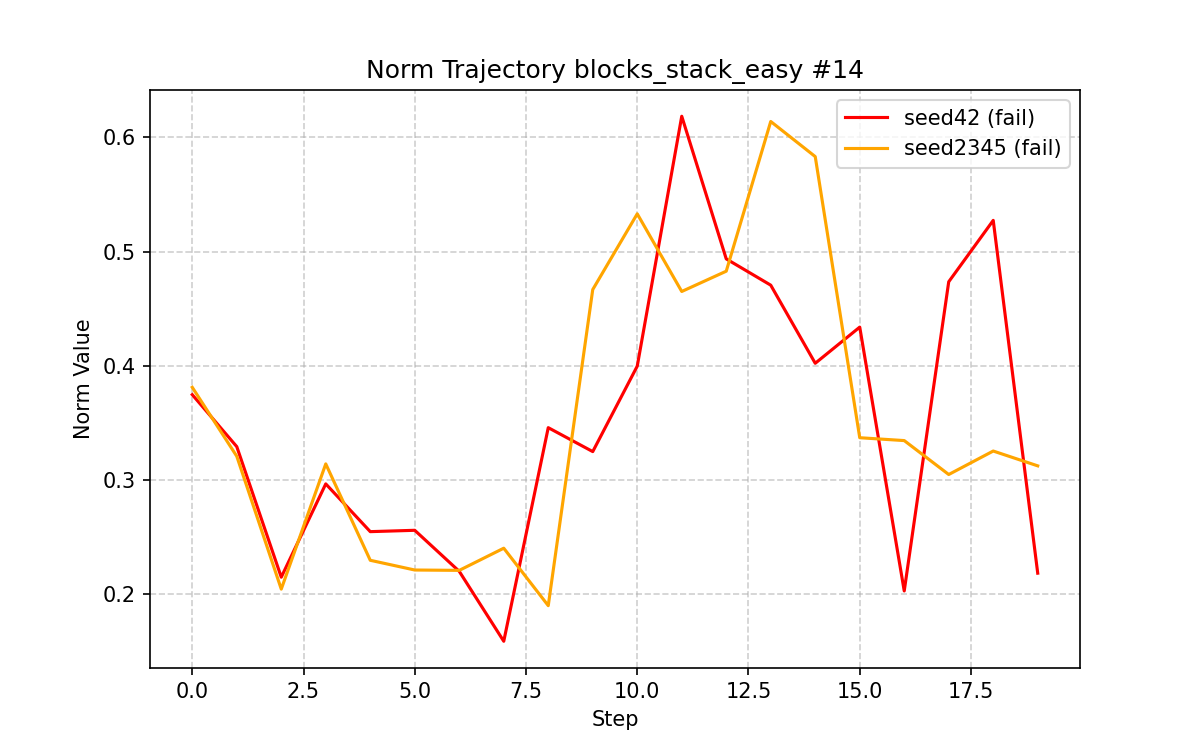 Norm Trajectory blocks_stack_easy #14
seed42 (fail)
seed2345 (fail)
Norm Value
0.6
0.5
0.4
0.3
0.2
0.0 2.5 5.0 7.5 10.0 12.5 15.0 17.5
Step